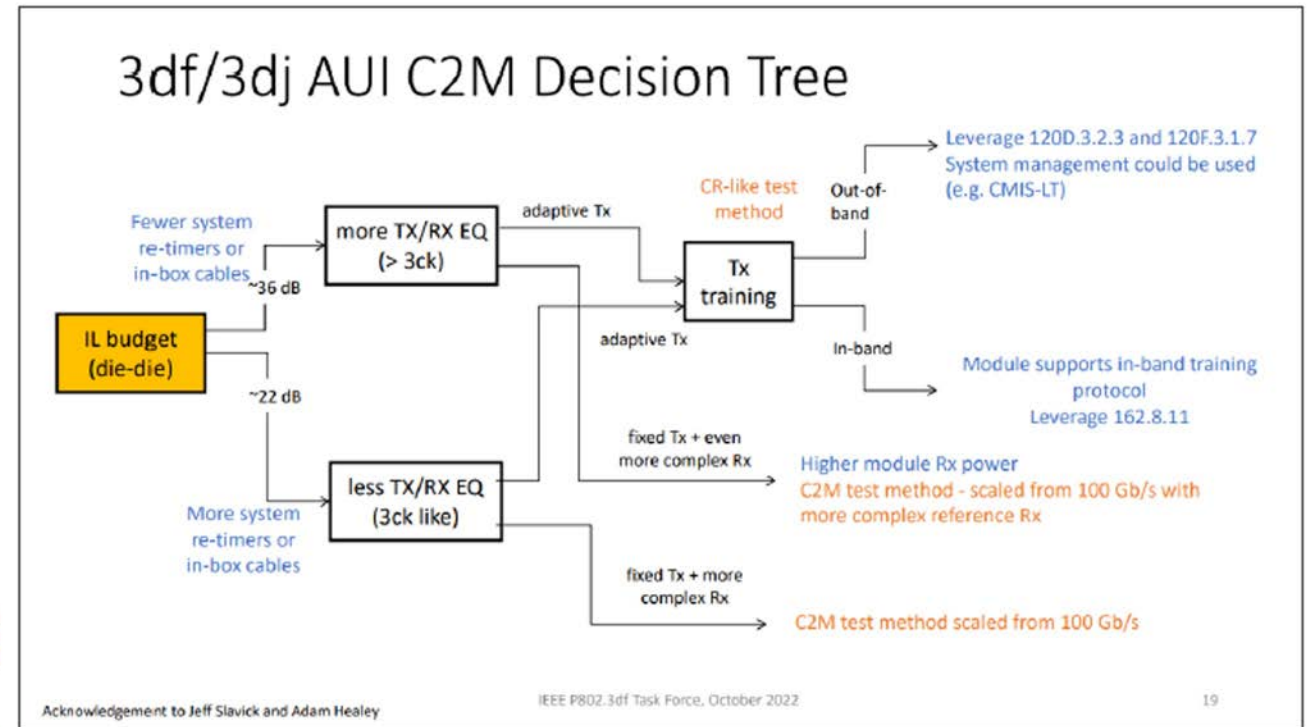 3df/3dj AUI C2M Decision Tree
Fewer system
re-timers or
in-box cables
~36 dB
IL budget
(die-die)
~22 dB
More system
re-timers or
in-box cables
more TX/RX EQ
(> 3ck)
less TX/RX EQ
(3ck like)
adaptive Tx
adaptive Tx
CR-like test
method
Tx
training
Out-of-
band
Leverage 120D.3.2.3 and 120F.3.1.7
System management could be used
(e.g. CMIS-LT)
In-band
Module supports in-band training
protocol
Leverage 162.8.11
fixed Tx + even
more complex Rx
Higher module Rx power
C2M test method - scaled from 100 Gb/s with
more complex reference Rx
fixed Tx + more
complex Rx
C2M test method scaled from 100 Gb/s
Acknowledgement to Jeff Slavick and Adam Healey
IEEE P802.3df Task Force, October 2022
19